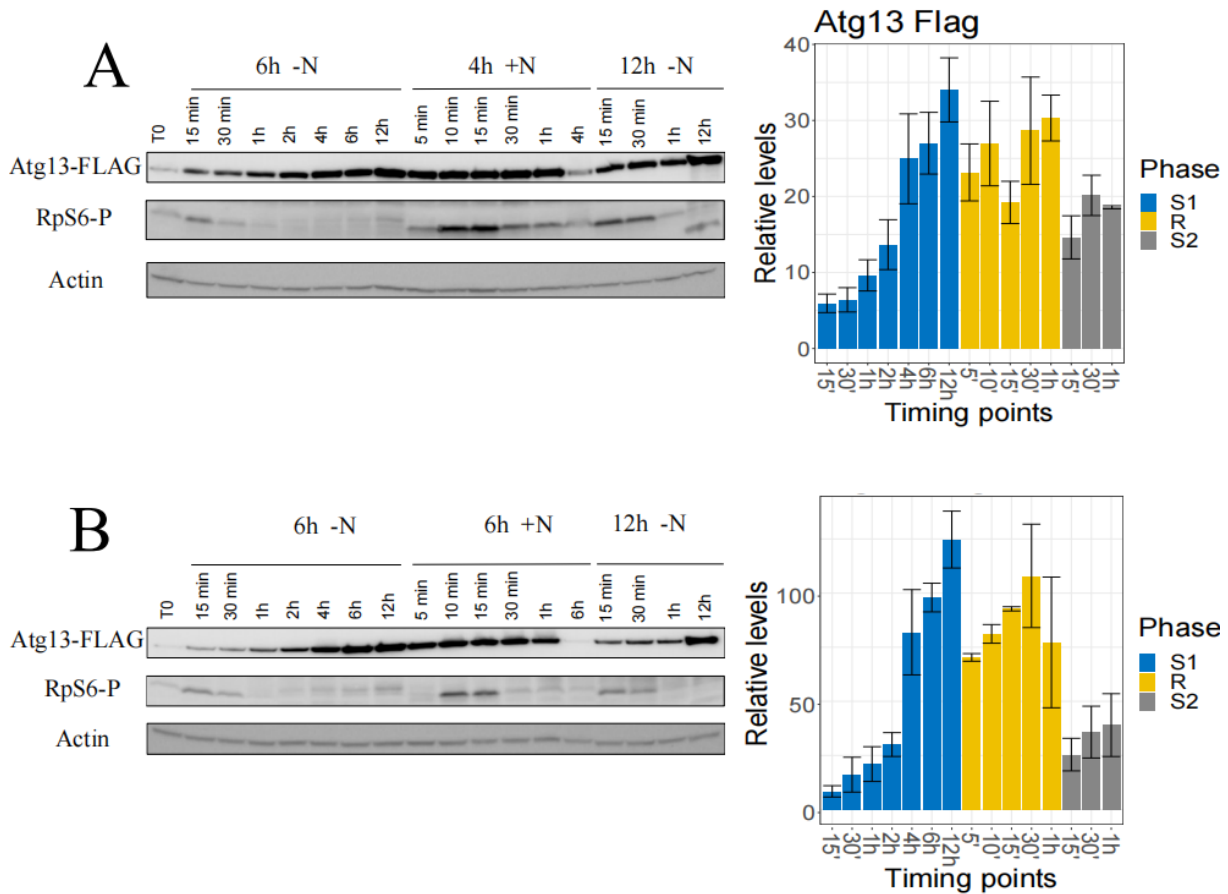 A
6h -N 4h +N 12h -N
T0 15 min 30 min 1h 2h 4h 6h 12h 5 min 10 min 15 min 30 min 1h 4h 15 min 30 min 1h 12h
Atg13-FLAG
RpS6-P
Actin
Atg13 Flag
40
30
20
10
0
Relative levels
15' 30' 1h 2h 4h 6h 12h 5' 10' 15' 30' 1h 15' 30' 1h
Timing points
Phase
S1
R
S2
B
6h -N 6h +N 12h -N
T0 15 min 30 min 1h 2h 4h 6h 12h 5 min 10 min 15 min 30 min 1h 6h 15 min 30 min 1h 12h
Atg13-FLAG
RpS6-P
Actin
100
50
0
Relative levels
15' 30' 1h 2h 4h 6h 12h 5' 10' 15' 30' 1h 15' 30' 1h
Timing points
Phase
S1
R
S2